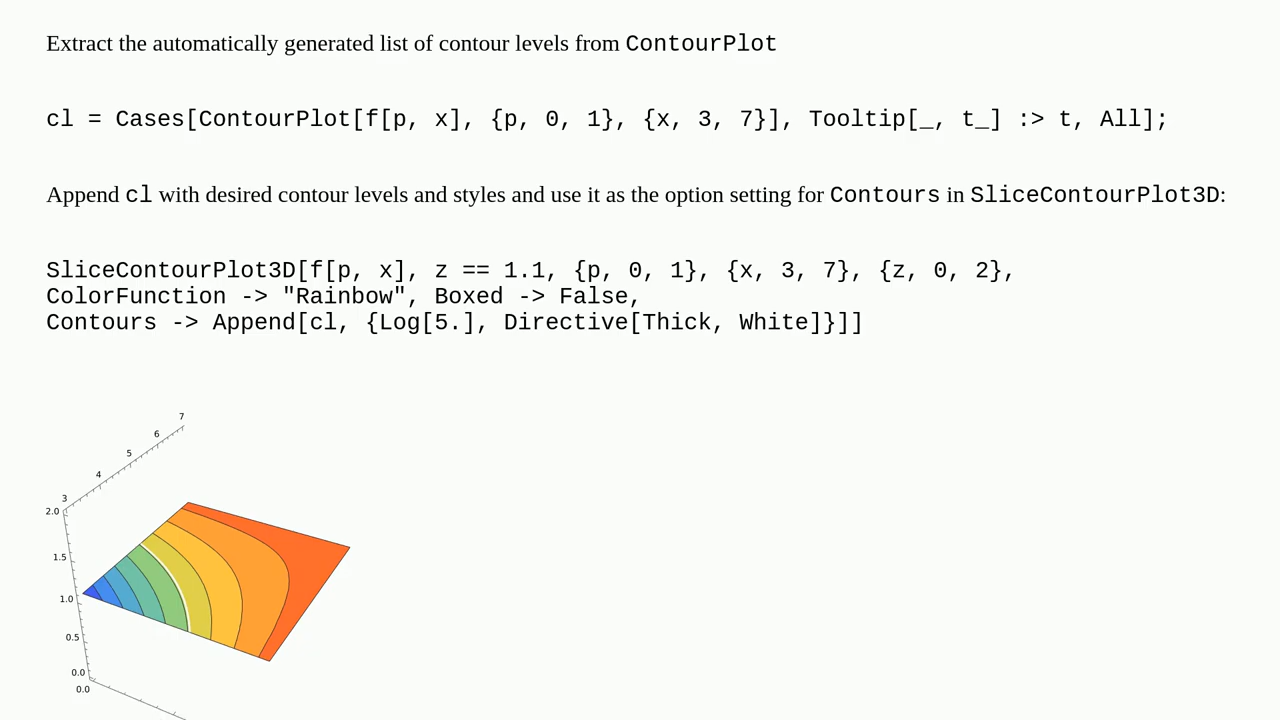 Extract the automatically generated list of contour levels from ContourPlot
cl = Cases[ContourPlot[f[p, x], {p, 0, 1}, {x, 3, 7}], Tooltip[_, t_] :> t, All];
Append cl with desired contour levels and styles and use it as the option setting for Contours in SliceContourPlot3D:
SliceContourPlot3D[f[p, x], z == 1.1, {p, 0, 1}, {x, 3, 7}, {z, 0, 2},
ColorFunction -> "Rainbow", Boxed -> False,
Contours -> Append[cl, {Log[5.], Directive[Thick, White]}]]
7
6
5
4
3
2.0
1.5
1.0
0.5
0.0
0.0